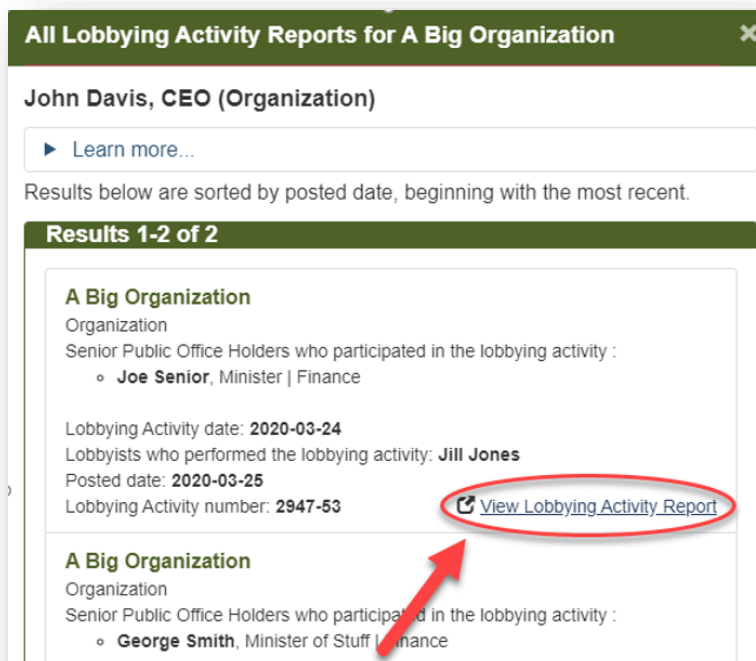 All Lobbying Activity Reports for A Big Organization
John Davis, CEO (Organization)
Learn more...
Results below are sorted by posted date, beginning with the most recent.
Results 1-2 of 2
A Big Organization
Organization
Senior Public Office Holders who participated in the lobbying activity :
Joe Senior, Minister | Finance
Lobbying Activity date: 2020-03-24
Lobbyists who performed the lobbying activity: Jill Jones
Posted date: 2020-03-25
Lobbying Activity number: 2947-53
View Lobbying Activity Report
A Big Organization
Organization
Senior Public Office Holders who participated in the lobbying activity :
George Smith, Minister of Stuff | Finance